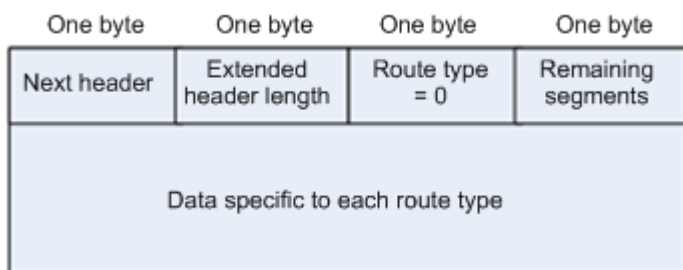 One byte One byte One byte One byte
Next header Extended header length Route type = 0 Remaining segments
Data specific to each route type